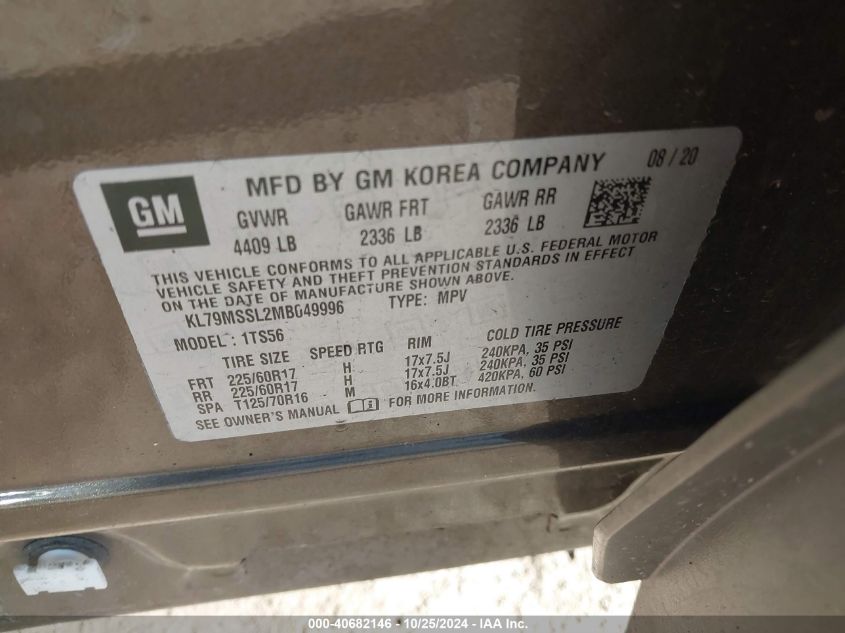 GM
MFD BY GM KOREA COMPANY 08 / 20
GVWR GAWR FRT GAWR RR
4409 LB 2336 LB 2336 LB
THIS VEHICLE CONFORMS TO ALL APPLICABLE U.S. FEDERAL MOTOR
VEHICLE SAFETY AND THEFT PREVENTION STANDARDS IN EFFECT
ON THE DATE OF MANUFACTURE SHOWN ABOVE.
KL79MSSL2MB049996 TYPE: MPV
MODEL : 1TS56
TIRE SIZE SPEED RTG RIM COLD TIRE PRESSURE
FRT 225/60R17 H 17x7.5J 240KPA, 35 PSI
RR 225/60R17 H 17x7.5J 240KPA, 35 PSI
SPA T125/70R16 M 16x4.0BT 420KPA, 60 PSI
SEE OWNER'S MANUAL FOR MORE INFORMATION.
000-40682146 - 10/25/2024 - IAA, Inc.